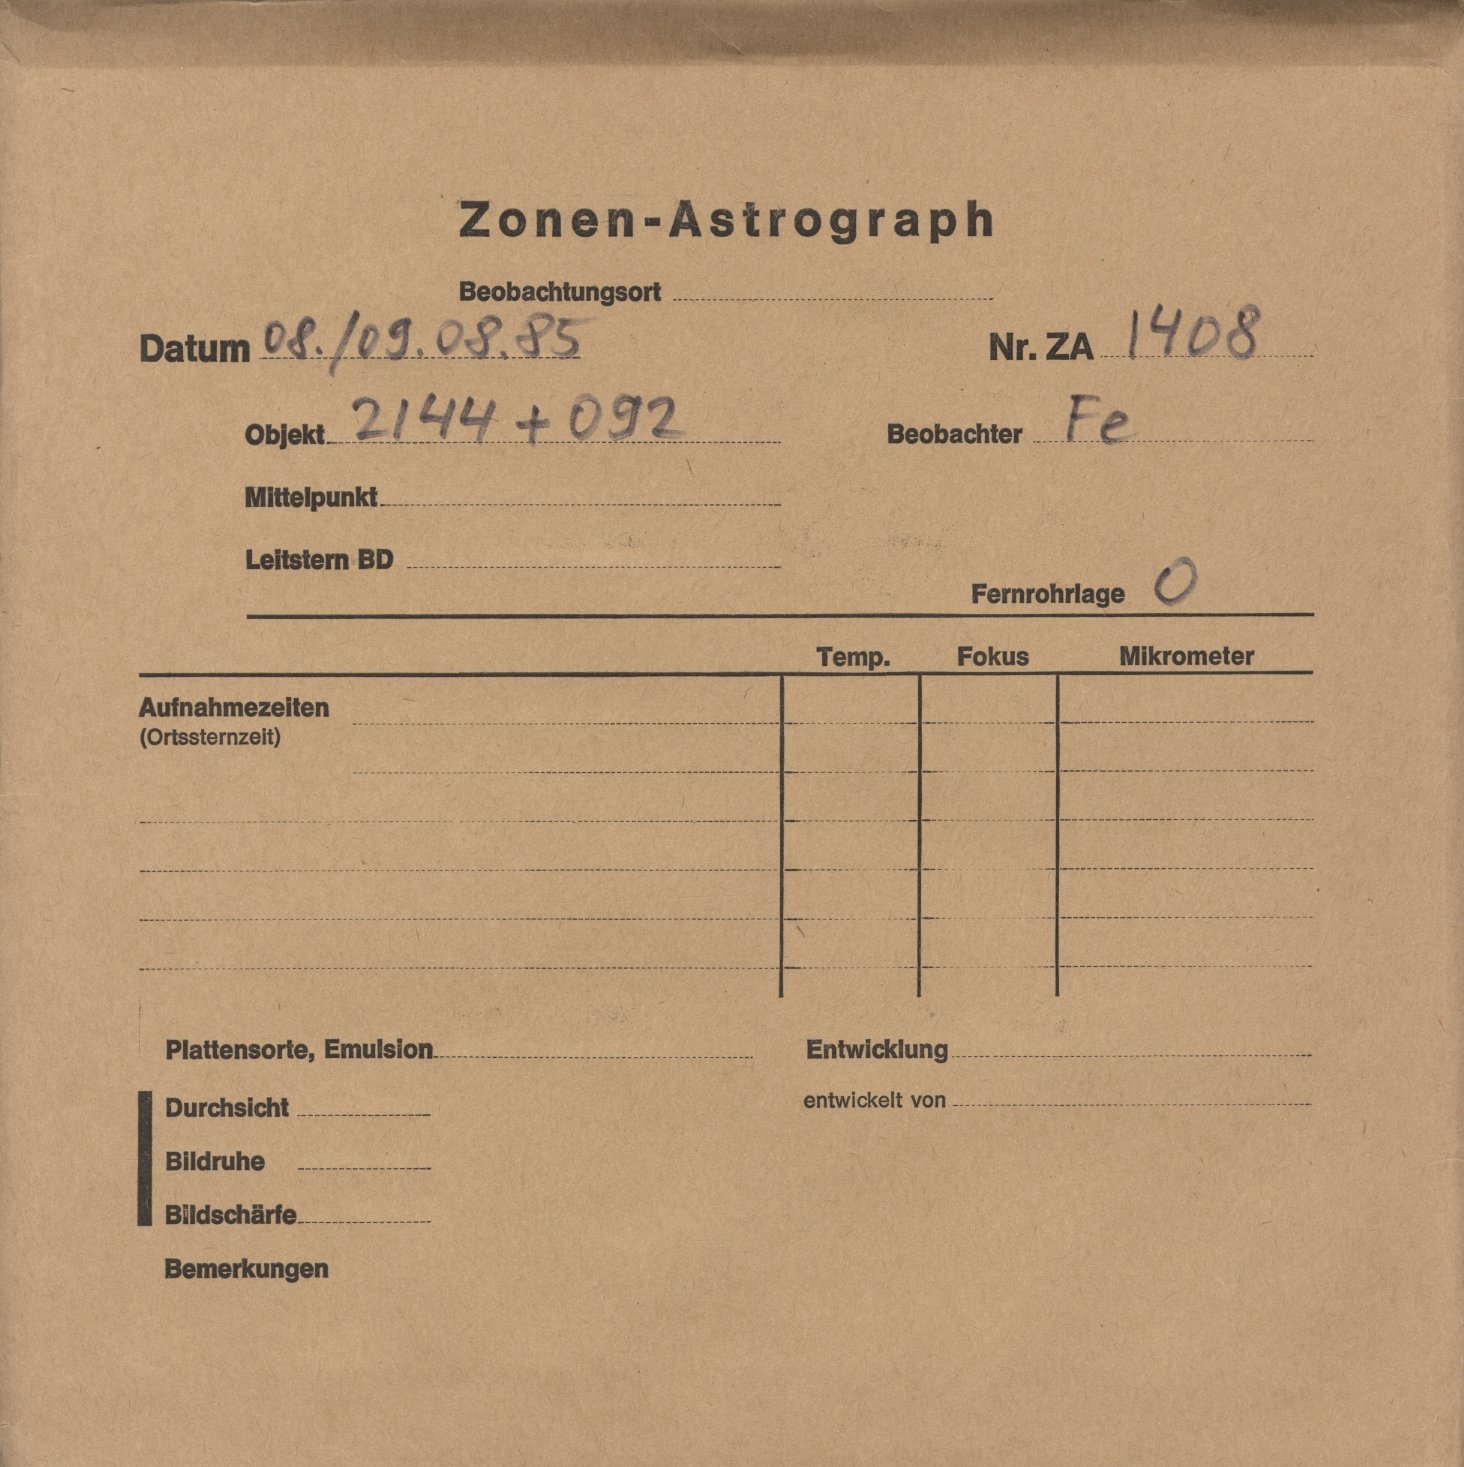 Zonen-Astrograph
Beobachtungsort
Datum 08./09.08.85 Nr. ZA 1408
Objekt 2144+092 Beobachter Fe
Mittelpunkt
Leitstern BD
Fernrohrlage O
Temp. Fokus Mikrometer
Aufnahmezeiten
(Ortssternzeit)
Plattensorte, Emulsion Entwicklung
Durchsicht entwickelt von
Bildruhe
Bildschärfe
Bemerkungen